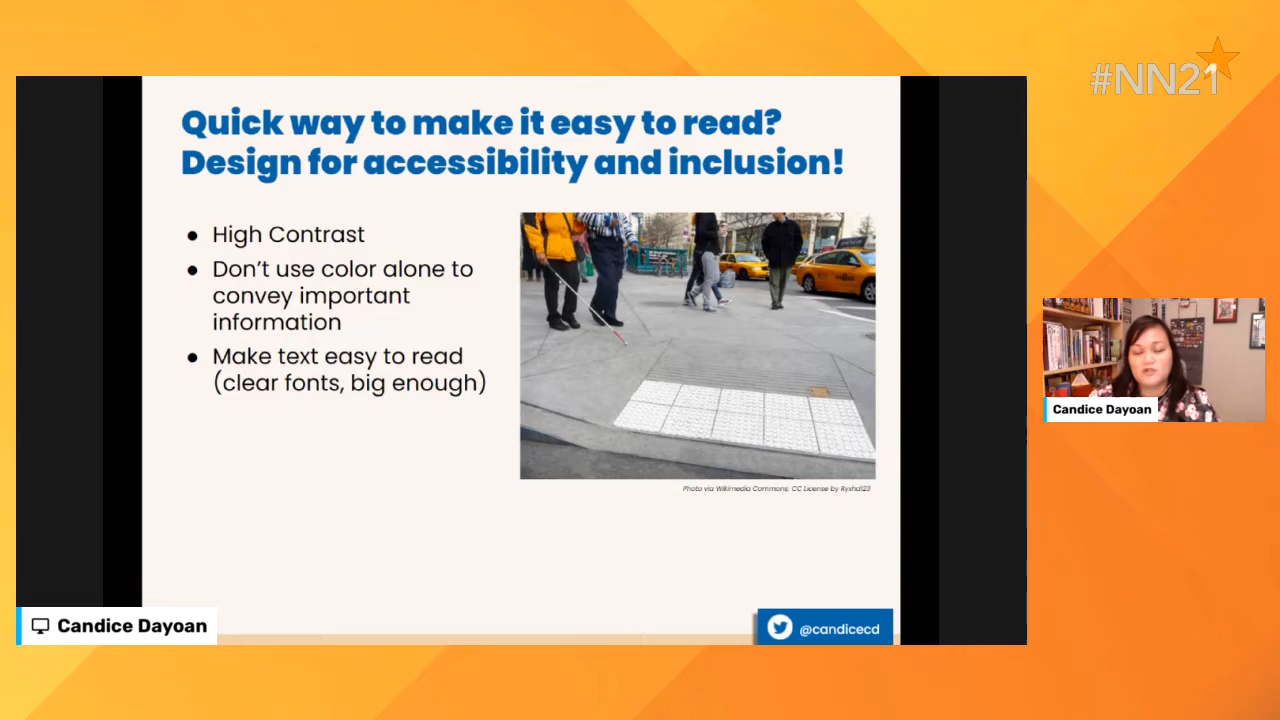 #NN21
Quick way to make it easy to read?
Design for accessibility and inclusion!
● High Contrast
● Don't use color alone to
convey important
information
● Make text easy to read
(clear fonts, big enough)
Photo via Wikimedia Commons, CC License by Ryxhd123
Candice Dayoan
Candice Dayoan
@candicecd